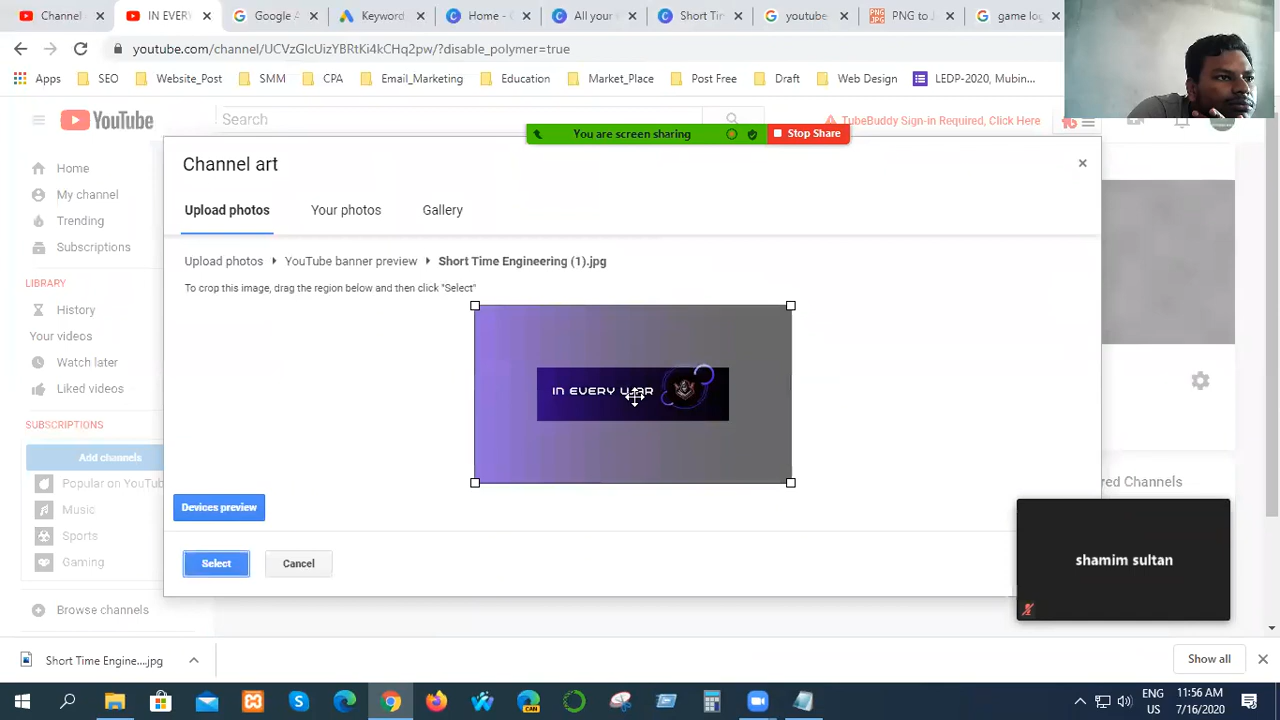 Channel
IN EVERY
Google A
Keyword
Home - C
All your
Short Ti
youtube
PNG to J
game log
youtube.com/channel/UCVzGlcUizYBRtKi4kCHq2pw/?disable_polymer=true
Apps SEO Website_Post SMM CPA Email_Marketing Education Market_Place Post Free Draft Web Design LEDP-2020, Mubin...
YouTube
Search
You are screen sharing
Stop Share
TubeBuddy Sign-in Required, Click Here
Channel art
Home
My channel
Trending
Subscriptions
LIBRARY
History
Your videos
Watch later
Liked videos
SUBSCRIPTIONS
Add channels
Popular on YouTub
Music
Sports
Gaming
Browse channels
Upload photos Your photos Gallery
Upload photos YouTube banner preview Short Time Engineering (1).jpg
To crop this image, drag the region below and then click "Select"
IN EVERY WAR
Devices preview
Select Cancel
red Channels
shamim sultan
Short Time Engine....jpg
Show all
PNG
JPG
CAN
ENG
US
11:56 AM
7/16/2020